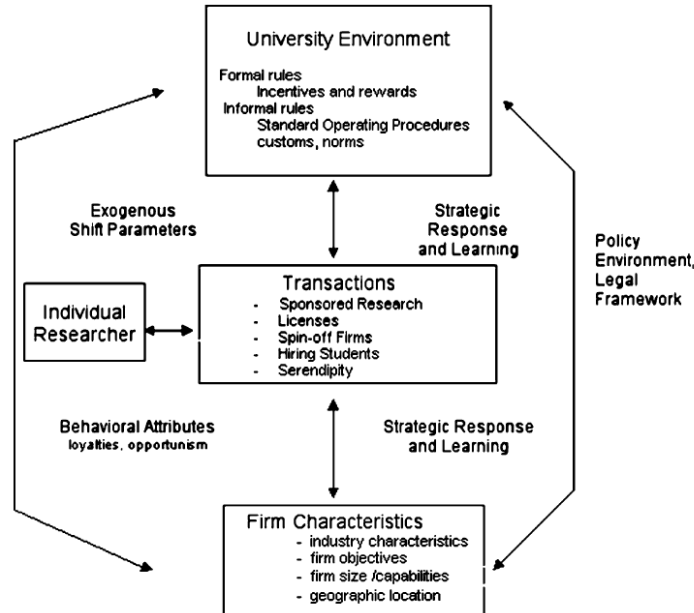 University Environment
Formal rules
Incentives and rewards
Informal rules
Standard Operating Procedures
customs, norms
Exogenous
Shift Parameters
Strategic
Response
and Learning
Policy
Environment,
Legal
Framework
Individual
Researcher
Transactions
- Sponsored Research
- Licenses
- Spin-off Firms
- Hiring Students
- Serendipity
Behavioral Attributes
loyalties, opportunism
Strategic Response
and Learning
Firm Characteristics
- industry characteristics
- firm objectives
- firm size /capabilities
- geographic location